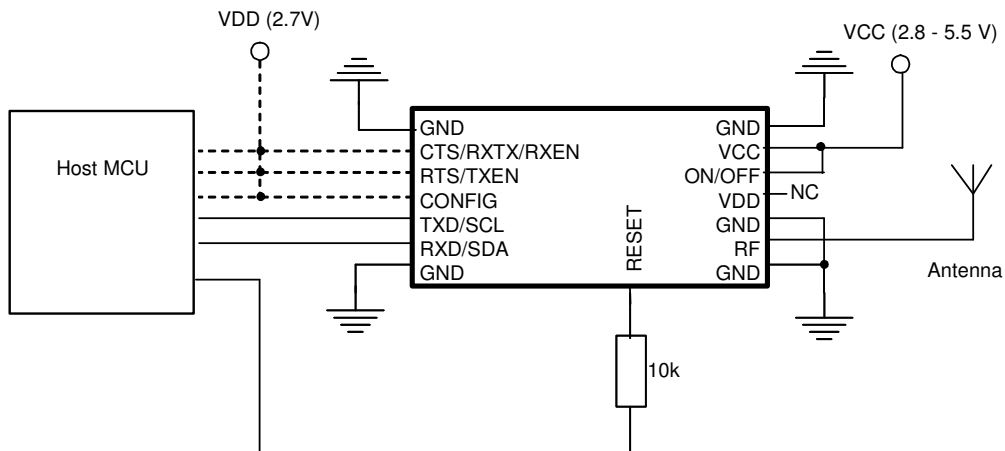 VDD (2.7V)
VCC (2.8 - 5.5 V)
Host MCU
GND
CTS/RXTX/RXEN
RTS/TXEN
CONFIG
TXD/SCL
RXD/SDA
GND
RESET
GND
VCC
ON/OFF
VDD
NC
GND
RF
GND
Antenna
10k